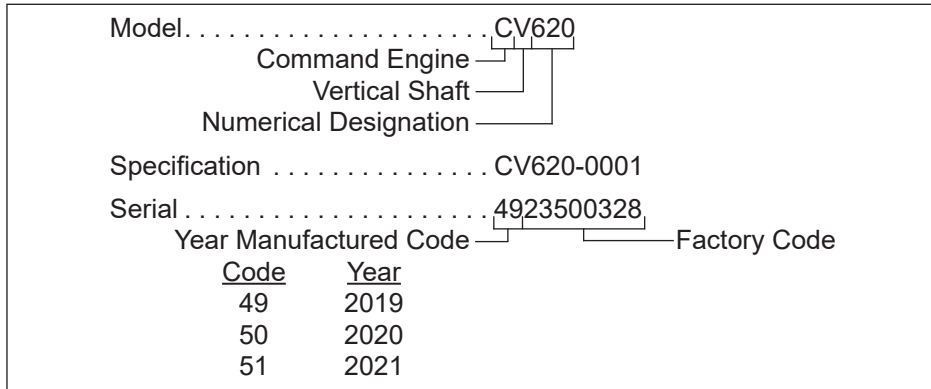 Model. . . . . . . . . . . . . . . . . . . . . CV620
Command Engine
Vertical Shaft
Numerical Designation
Specification . . . . . . . . . . . . . . . CV620-0001
Serial . . . . . . . . . . . . . . . . . . . . . 4923500328
Year Manufactured Code Factory Code
Code Year
49 2019
50 2020
51 2021